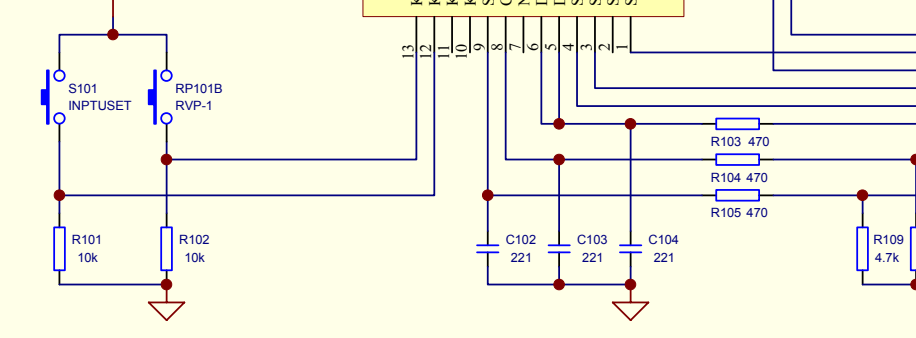 13
12
11
10
9
8
7
6
5
4
3
2
1
S101
INPTUSET
RP101B
RVP-1
R103 470
R104 470
R105 470
R101
10k
R102
10k
C102
221
C103
221
C104
221
R109
4.7k